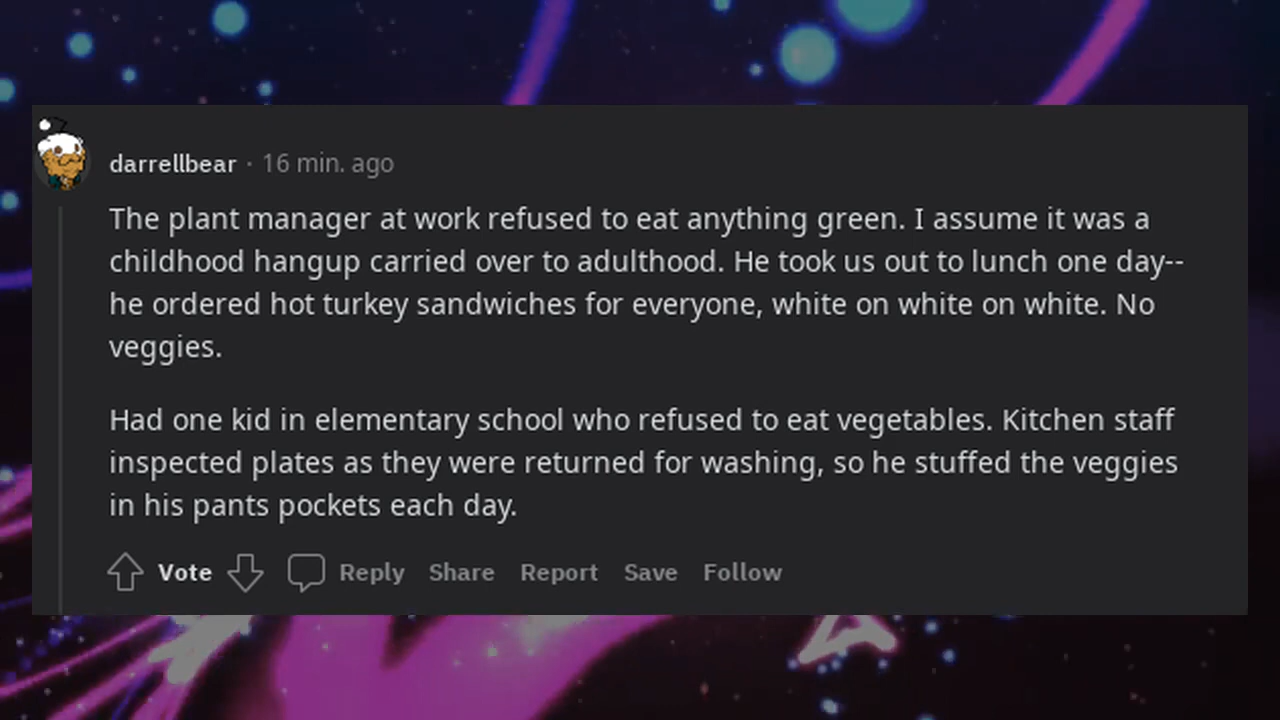 darrellbear · 16 min. ago
The plant manager at work refused to eat anything green. I assume it was a
childhood hangup carried over to adulthood. He took us out to lunch one day--
he ordered hot turkey sandwiches for everyone, white on white on white. No
veggies.
Had one kid in elementary school who refused to eat vegetables. Kitchen staff
inspected plates as they were returned for washing, so he stuffed the veggies
in his pants pockets each day.
Vote Reply Share Report Save Follow